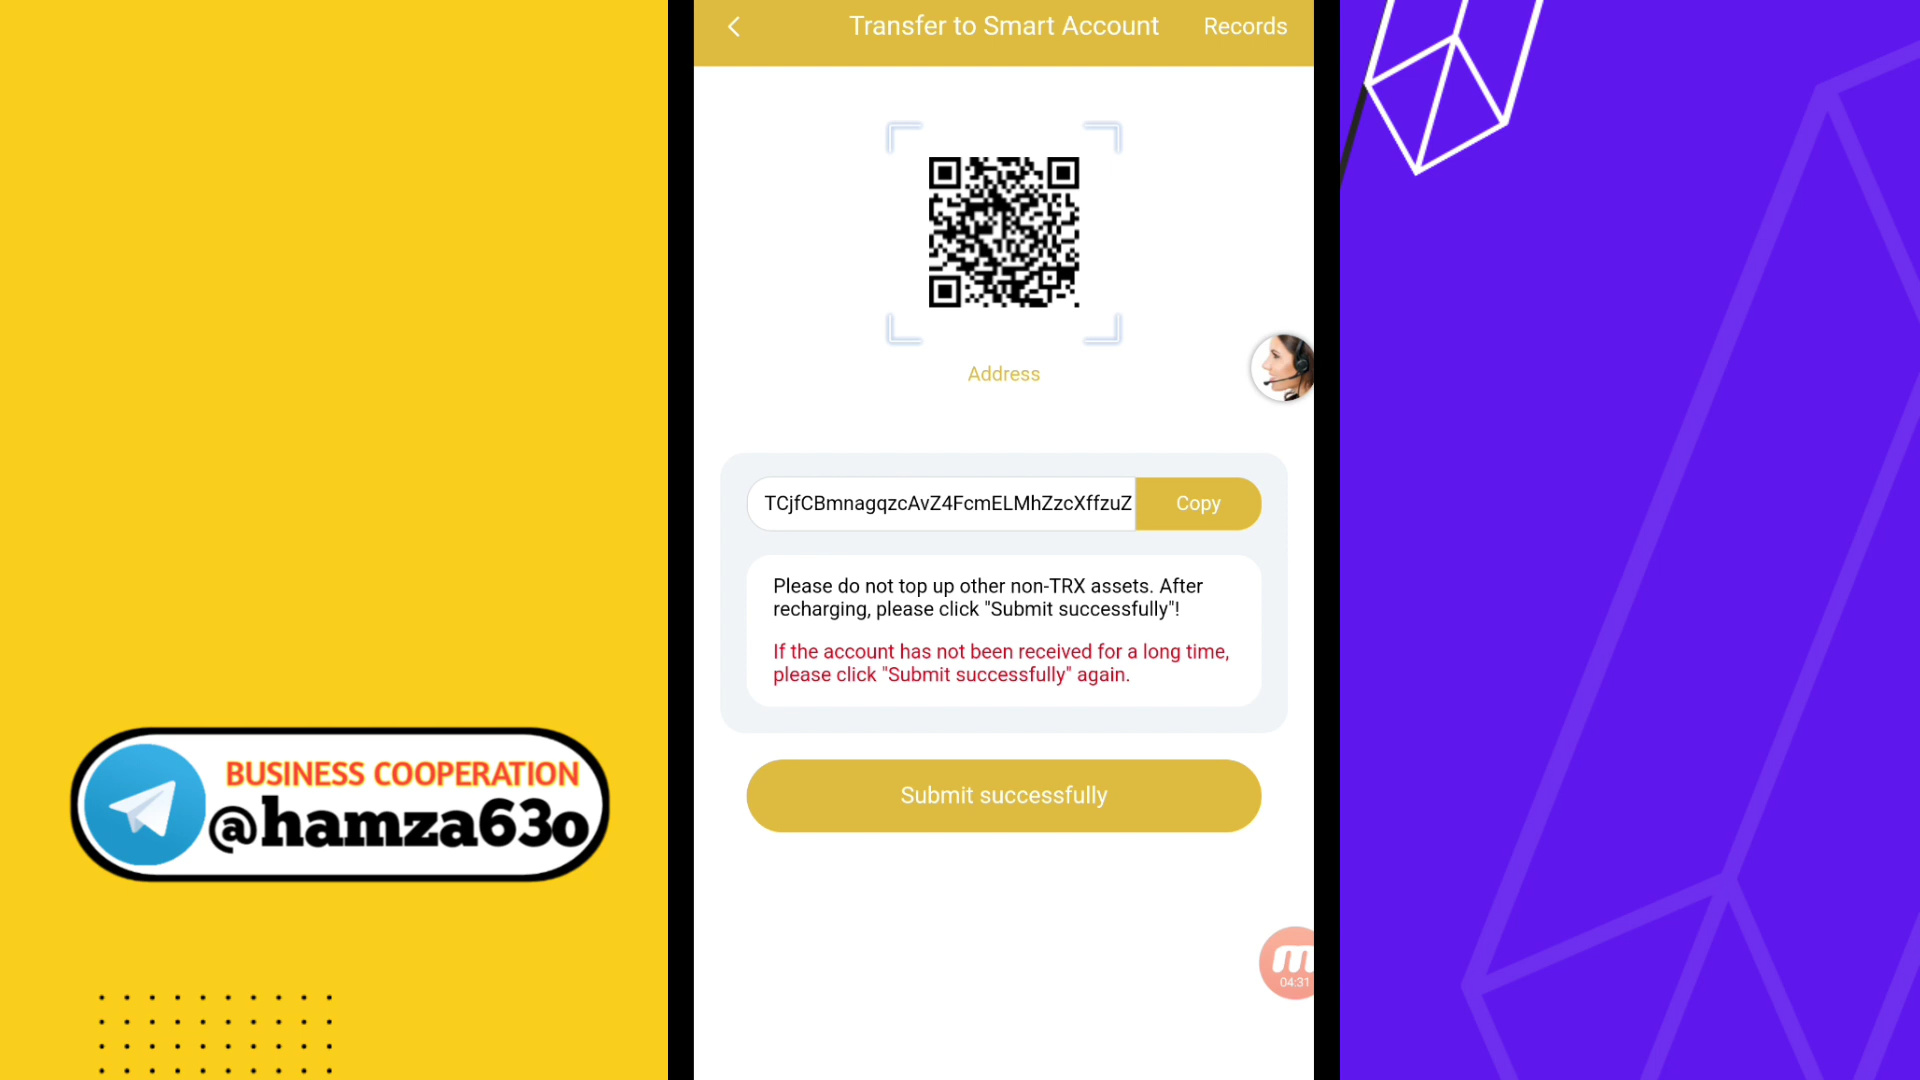 Transfer to Smart Account
Records
Address
TCjfCBmnagqzcAvZ4FcmELMhZzcXffzuZ
Copy
Please do not top up other non-TRX assets. After
recharging, please click "Submit successfully"!
If the account has not been received for a long time,
please click "Submit successfully" again.
Submit successfully
BUSINESS COOPERATION
@hamza63o
04:31